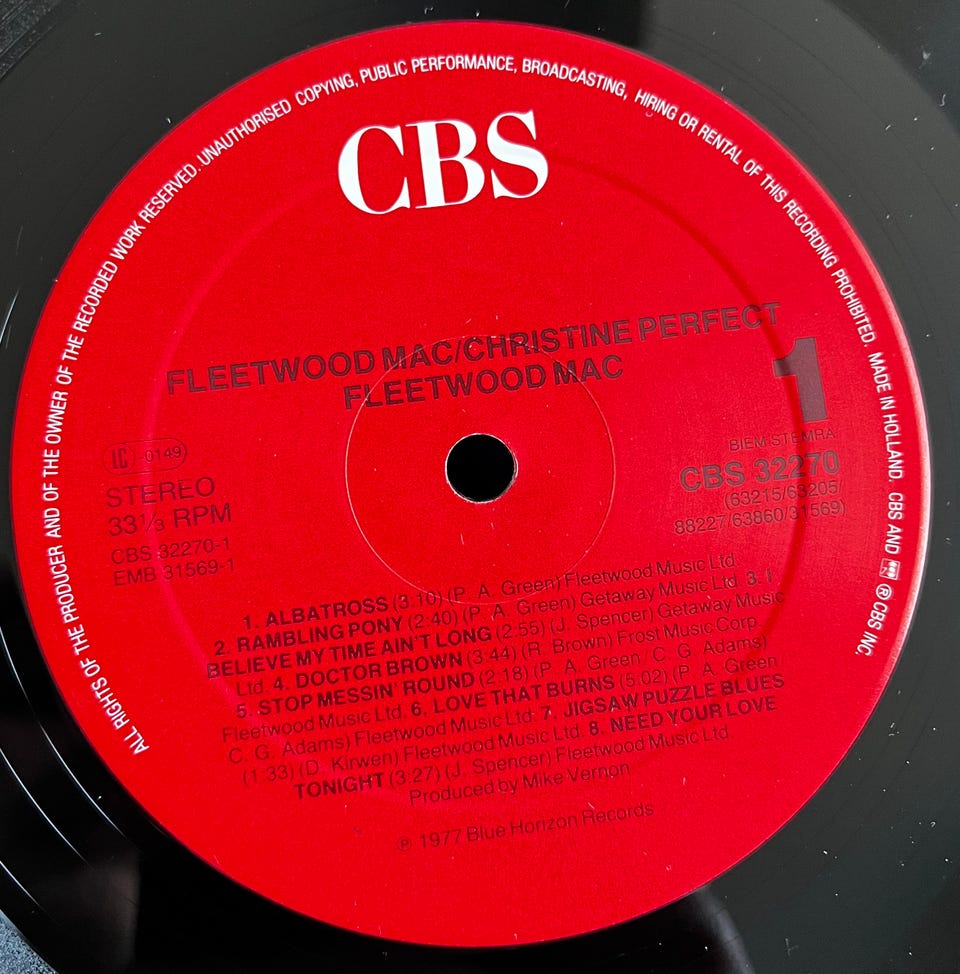 ALL RIGHTS OF THE PRODUCER AND OF THE OWNER OF THE RECORDED WORK RESERVED. UNAUTHORISED COPYING, PUBLIC PERFORMANCE, BROADCASTING, HIRING OR RENTAL OF THIS RECORDING PROHIBITED. MADE IN HOLLAND. CBS AND ℗ CBS INC.
CBS
FLEETWOOD MAC/CHRISTINE PERFECT
FLEETWOOD MAC
1
LC -0149
STEREO
33 1/3 RPM
CBS 32270-1
EMB 31569-1
BIEM STEMRA
CBS 32270
(63215/63205/
88227/63860/31569)
1. ALBATROSS (3:10) (P. A. Green) Fleetwood Music Ltd
2. RAMBLING PONY (2:40) (P. A. Green) Getaway Music Ltd. 3. I
BELIEVE MY TIME AIN'T LONG (2:55) (J. Spencer) Getaway Music
Ltd. 4. DOCTOR BROWN (3:44) (R. Brown) Frost Music Corp
5. STOP MESSIN' ROUND (2:18) (P. A. Green / C. G. Adams)
Fleetwood Music Ltd. 6. LOVE THAT BURNS (5:02) (P. A. Green
C. G. Adams) Fleetwood Music Ltd. 7. JIGSAW PUZZLE BLUES
(1:33) (D. Kirwen) Fleetwood Music Ltd. 8. NEED YOUR LOVE
TONIGHT (3:27) (J. Spencer) Fleetwood Music Ltd
Produced by Mike Vernon
℗ 1977 Blue Horizon Records